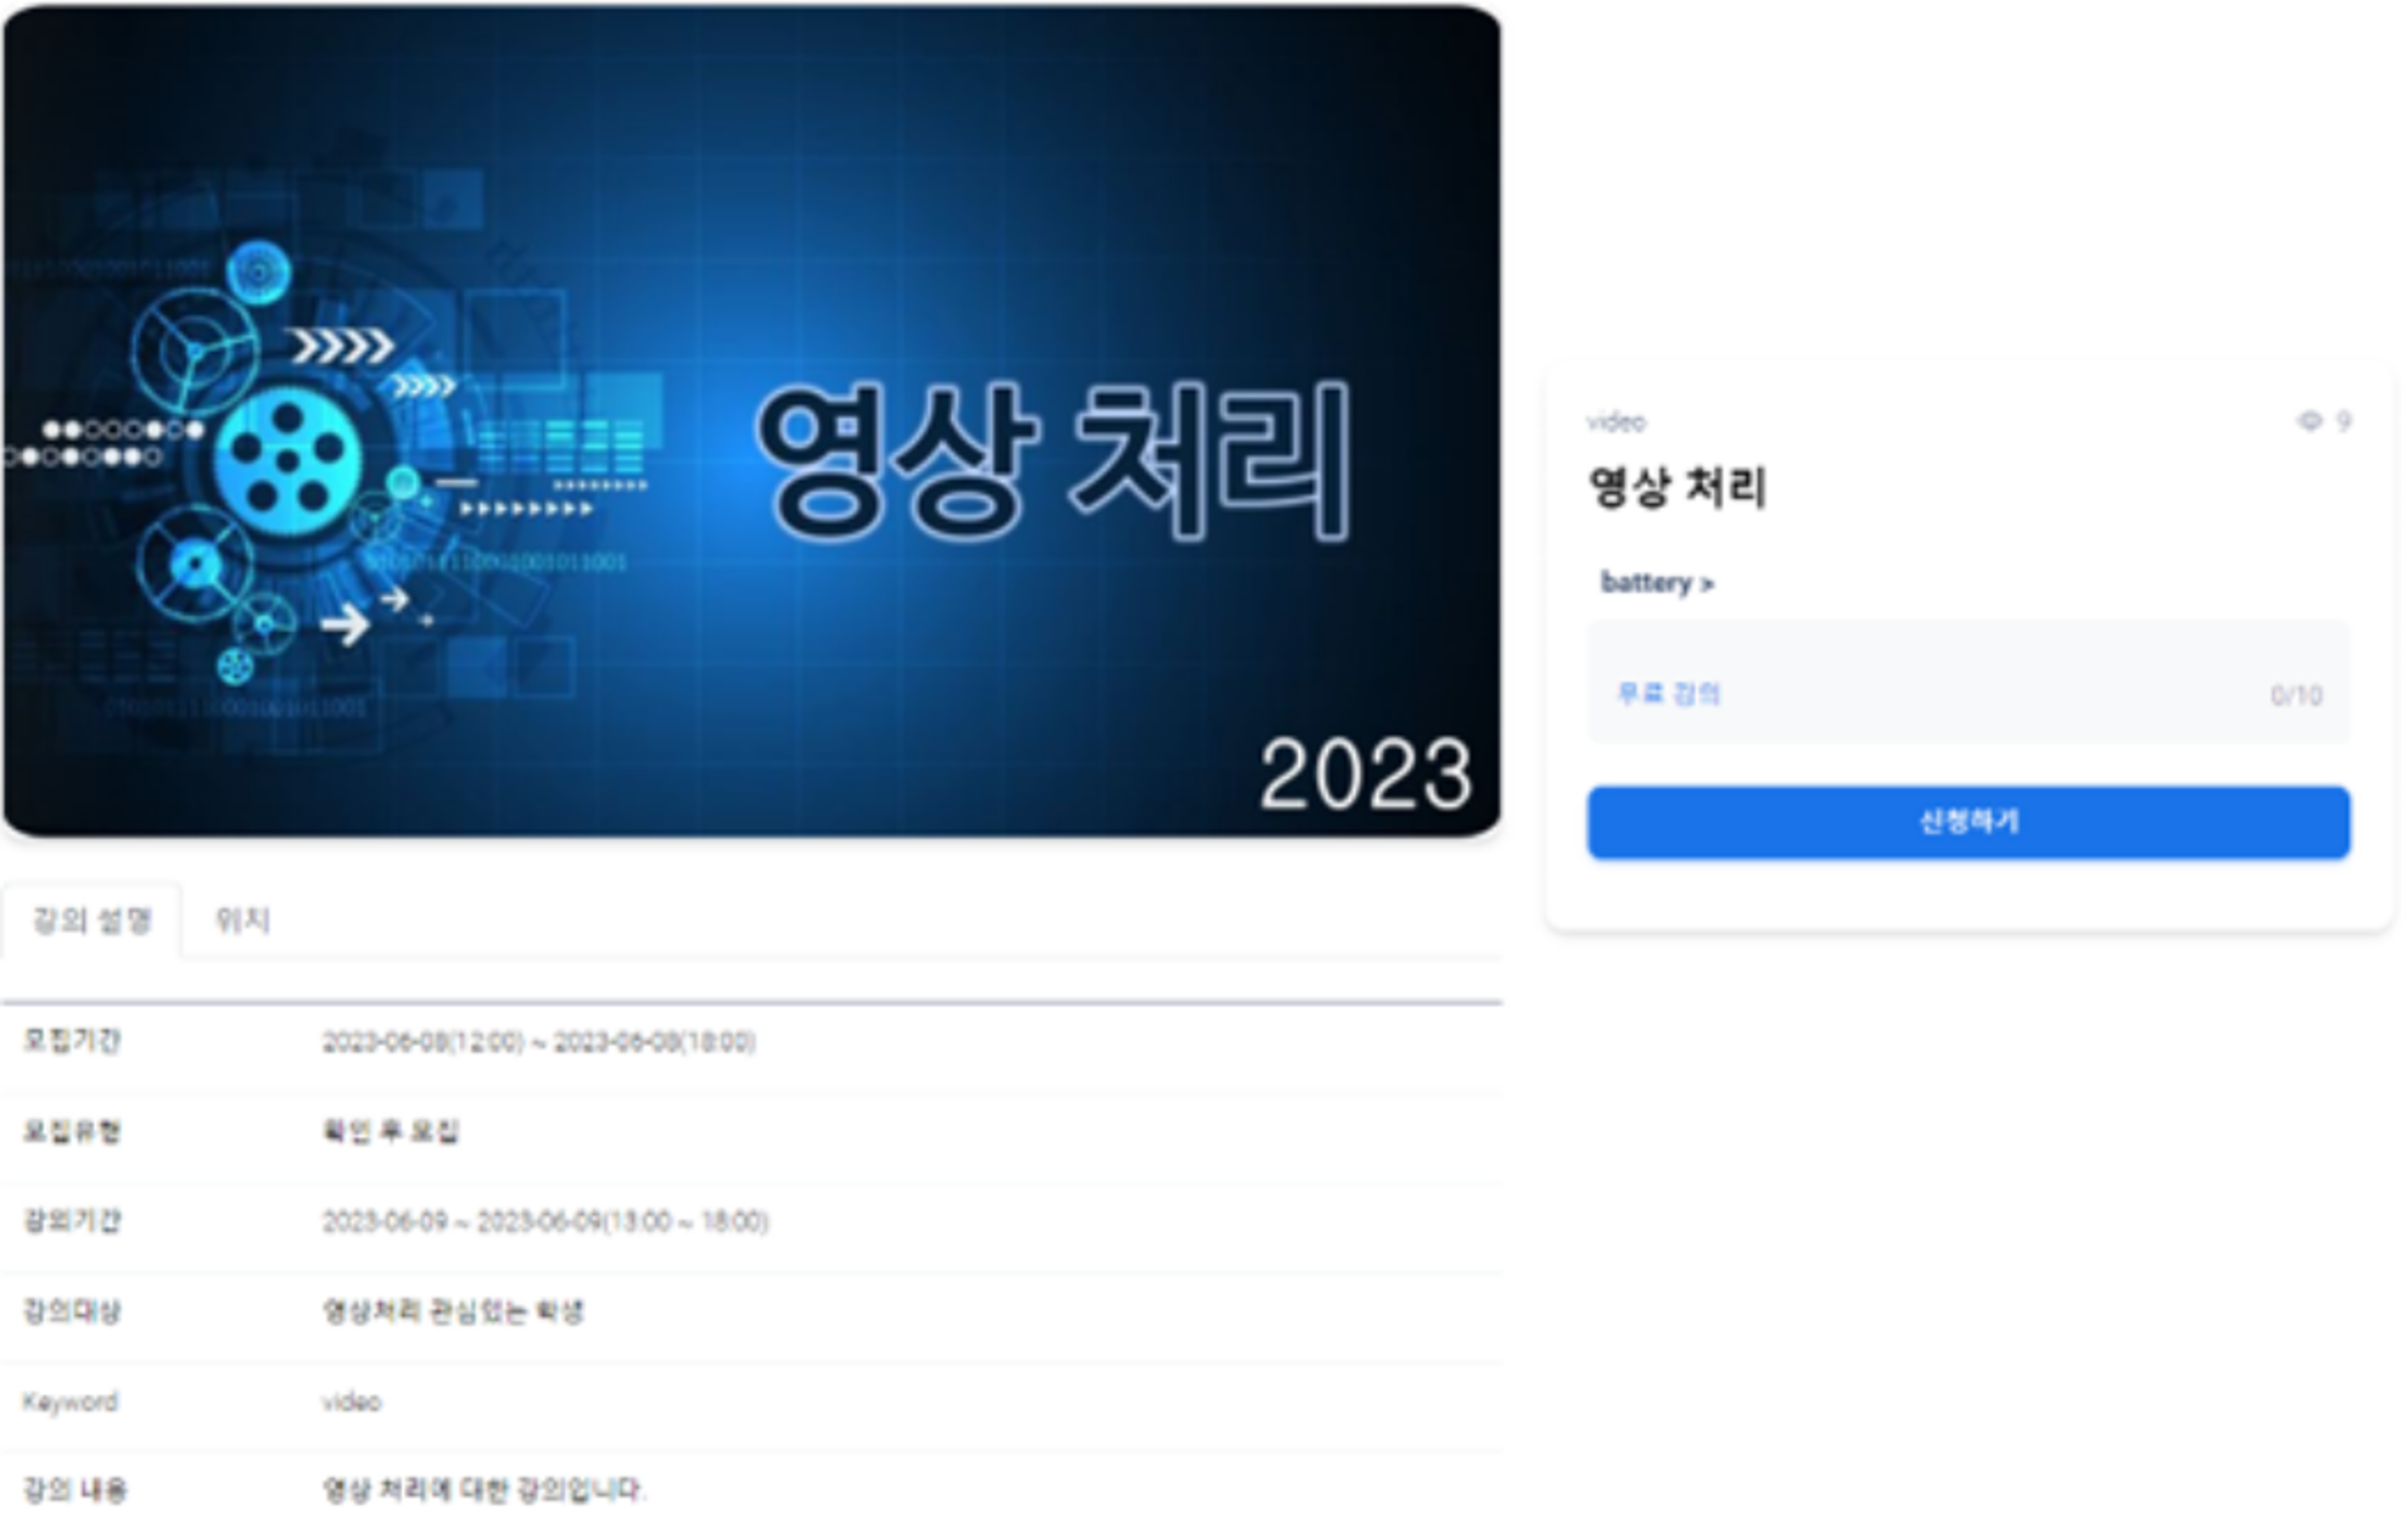 영상 처리
2023
video
9
영상 처리
battery >
무료 강의
0/10
신청하기
강의 설명
위치
모집기간
2023-06-08(12:00) ~ 2023-06-08(18:00)
모집유형
확인 후 모집
강의기간
2023-06-09 ~ 2023-06-09(13:00 ~ 18:00)
강의대상
영상처리 관심있는 학생
Keyword
video
강의 내용
영상 처리에 대한 강의입니다.